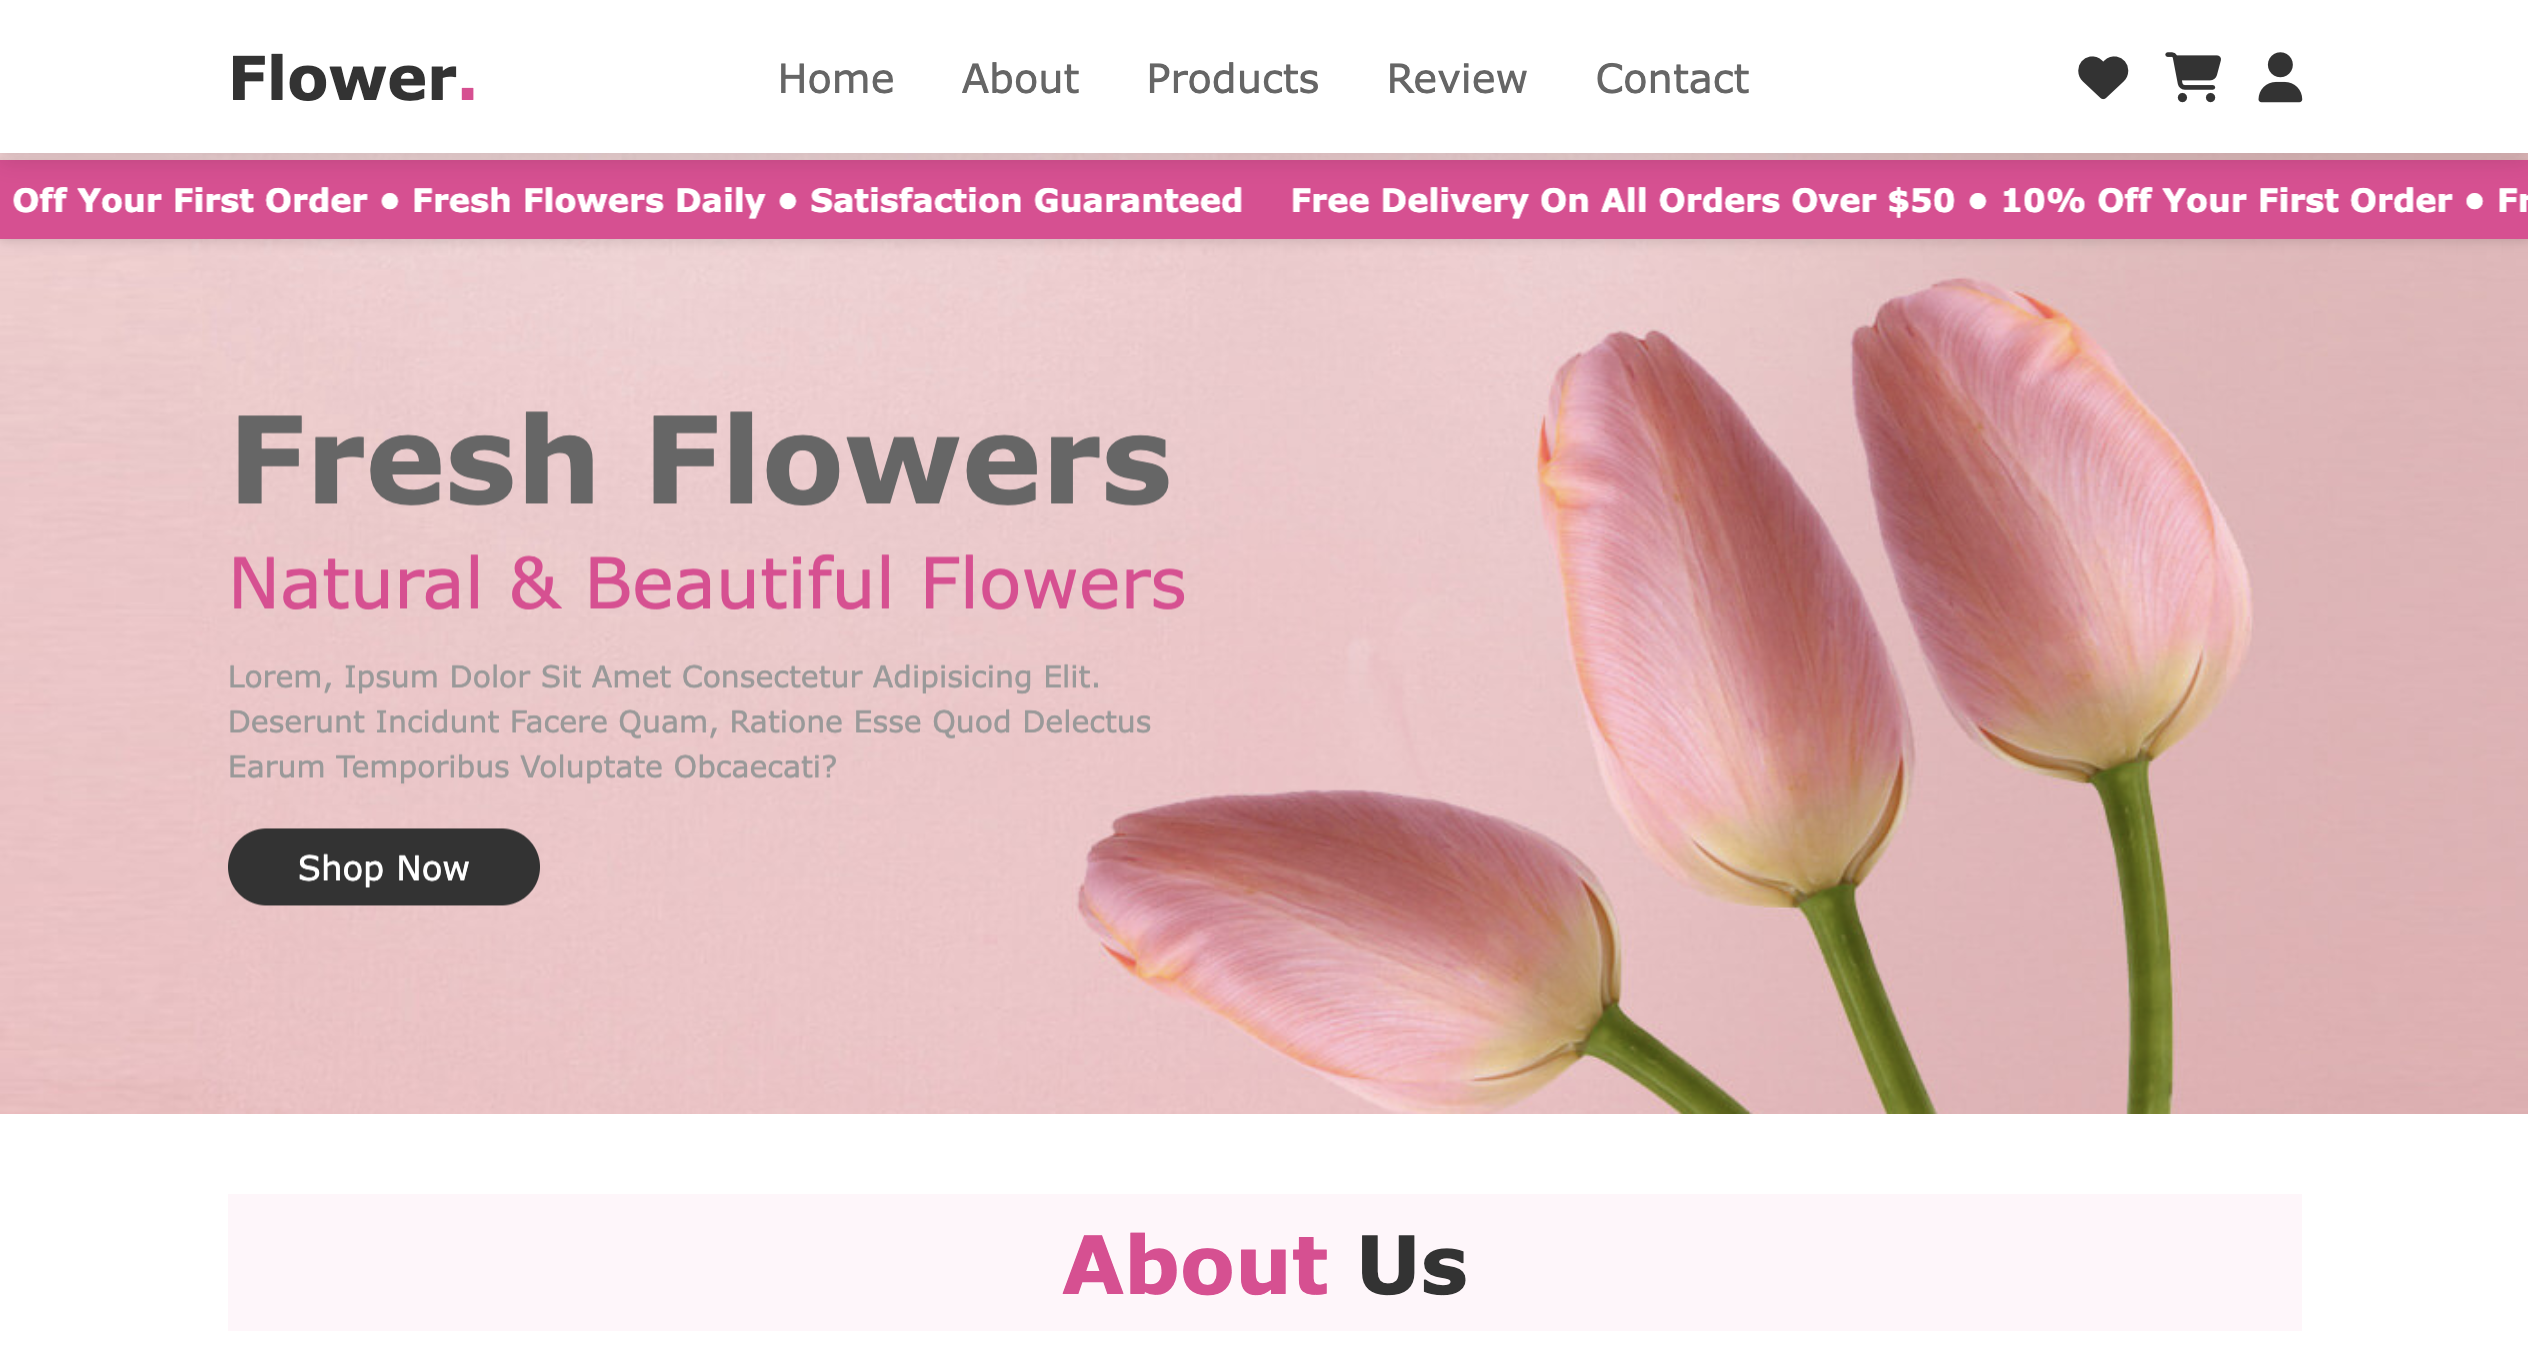 Flower.
Home About Products Review Contact
Off Your First Order • Fresh Flowers Daily • Satisfaction Guaranteed Free Delivery On All Orders Over $50 • 10% Off Your First Order •
Fresh Flowers
Natural & Beautiful Flowers
Lorem, Ipsum Dolor Sit Amet Consectetur Adipisicing Elit.
Deserunt Incidunt Facere Quam, Ratione Esse Quod Delectus
Earum Temporibus Voluptate Obcaecati?
Shop Now
About Us